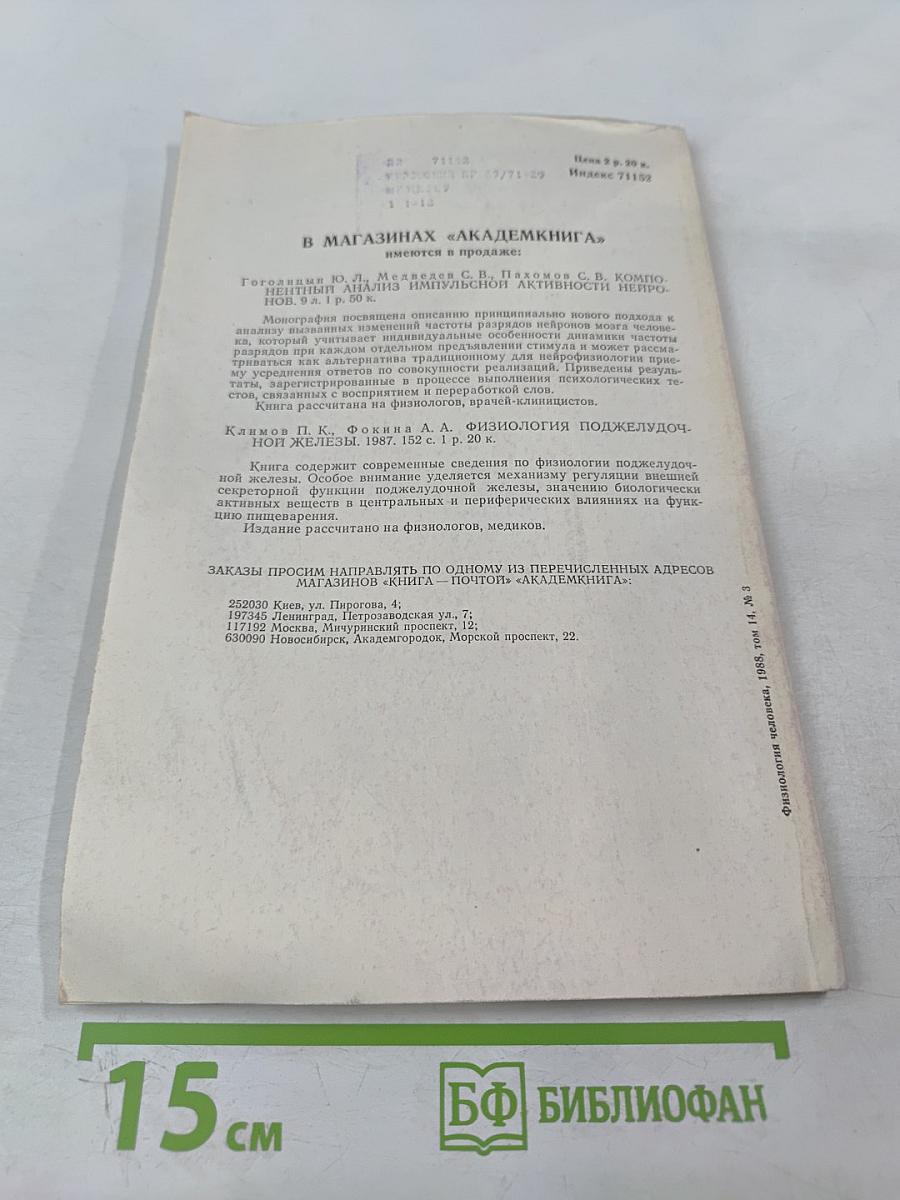 71152
Цена 2 р. 20 к.
Индекс 71152
В МАГАЗИНАХ «АКАДЕМКНИГА»
имеются в продаже:
Гоголицын Ю. Л., Медведев С. В., Пахомов С. В. КОМПО-
НЕНТНЫЙ АНАЛИЗ ИМПУЛЬСНОЙ АКТИВНОСТИ НЕЙРО-
НОВ. 9 л. 1 р. 50 к.
Монография посвящена описанию принципиально нового подхода к
анализу вызванных изменений частоты разрядов нейронов мозга челове-
ка, который учитывает индивидуальные особенности динамики частоты
разрядов при каждом отдельном предъявлении стимула и может рассма-
триваться как альтернатива традиционному для нейрофизиологии прие-
му усреднения ответов по совокупности реализаций. Приведены резуль-
таты, зарегистрированные в процессе выполнения психологических те-
стов, связанных с восприятием и переработкой слов.
Книга рассчитана на физиологов, врачей-клиницистов.
Климов П. К., Фокина А. А. ФИЗИОЛОГИЯ ПОДЖЕЛУДОЧ-
НОЙ ЖЕЛЕЗЫ. 1987. 152 с. 1 р. 20 к.
Книга содержит современные сведения по физиологии поджелудоч-
ной железы. Особое внимание уделяется механизму регуляции внешней
секреторной функции поджелудочной железы, значению биологически
активных веществ в центральных и периферических влияниях на функ-
цию пищеварения.
Издание рассчитано на физиологов, медиков.
ЗАКАЗЫ ПРОСИМ НАПРАВЛЯТЬ ПО ОДНОМУ ИЗ ПЕРЕЧИСЛЕННЫХ АДРЕСОВ
МАГАЗИНОВ «КНИГА — ПОЧТОЙ» «АКАДЕМКНИГА»:
252030 Киев, ул. Пирогова, 4;
197345 Ленинград, Петрозаводская ул., 7;
117192 Москва, Мичуринский проспект, 12;
630090 Новосибирск, Академгородок, Морской проспект, 22.
Физиология человека, 1988, том 14, № 3
15 см
БФ БИБЛИОФАН